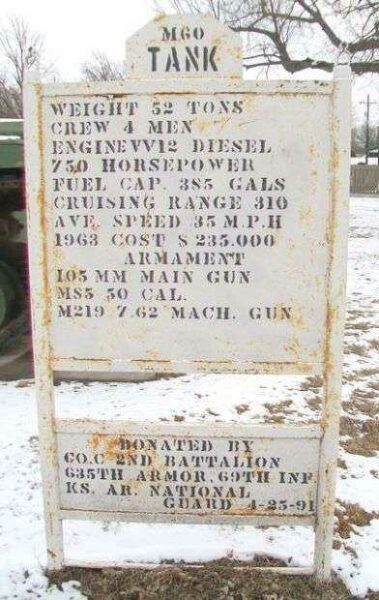 M60
TANK
WEIGHT 52 TONS
CREW 4 MEN
ENGINE VV12 DIESEL
750 HORSEPOWER
FUEL CAP. 385 GALS
CRUISING RANGE 310
AVE. SPEED 35 M.P.H
1963 COST $ 235.000
ARMAMENT
105 MM MAIN GUN
M85 50 CAL.
M219 7.62 MACH. GUN
DONATED BY
CO.C 2ND BATTALION
635TH ARMOR, 69TH INF
KS. AR. NATIONAL
GUARD 4-25-91